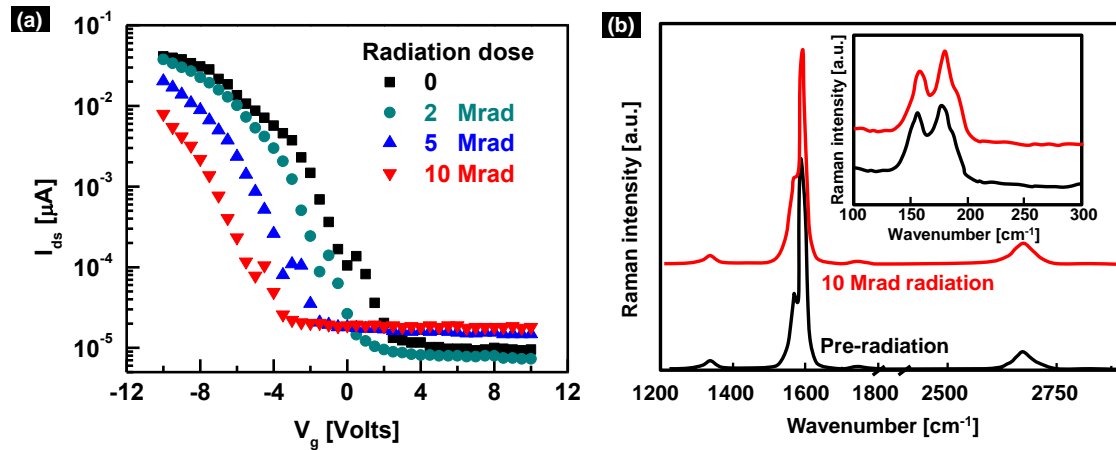 (a)
10⁻¹
10⁻²
10⁻³
10⁻⁴
10⁻⁵
I_ds [μA]
Radiation dose
0
2 Mrad
5 Mrad
10 Mrad
-12 -8 -4 0 4 8 12
V_g [Volts]
(b)
Raman intensity [a.u.]
10 Mrad radiation
Pre-radiation
1200 1400 1600 1800 2500 2750
Wavenumber [cm⁻¹]
Raman intensity [a.u.]
100 150 200 250 300
Wavenumber [cm⁻¹]